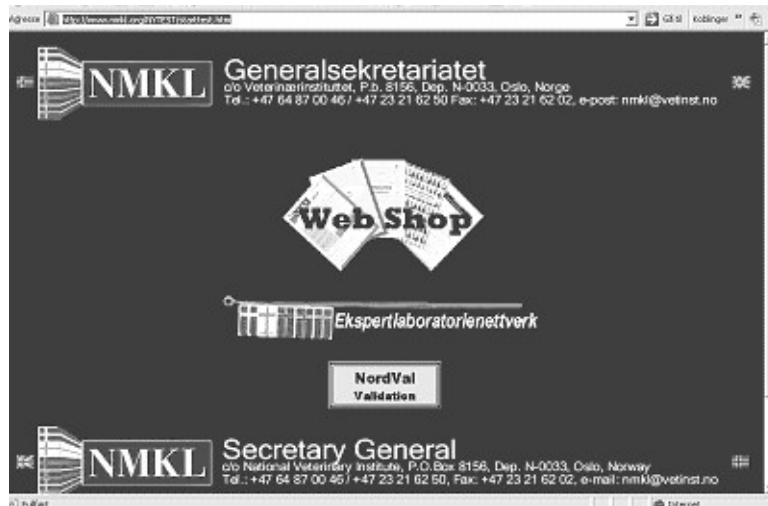 NMKL
Generalsekretariatet
c/o Veterinærinstituttet, P.b. 8156, Dep. N-0033, Oslo, Norge
Tel.: +47 64 87 00 46 / +47 23 21 62 50 Fax: +47 23 21 62 02, e-post: nmkl@vetinst.no
Web Shop
Ekspertlaboratorienettverk
NordVal
Validation
NMKL
Secretary General
c/o National Veterinary Institute, P.O.Box 8156, Dep. N-0033, Oslo, Norway
Tel.: +47 64 87 00 46 / +47 23 21 62 50, Fax: +47 23 21 62 02, e-mail: nmkl@vetinst.no
Internet